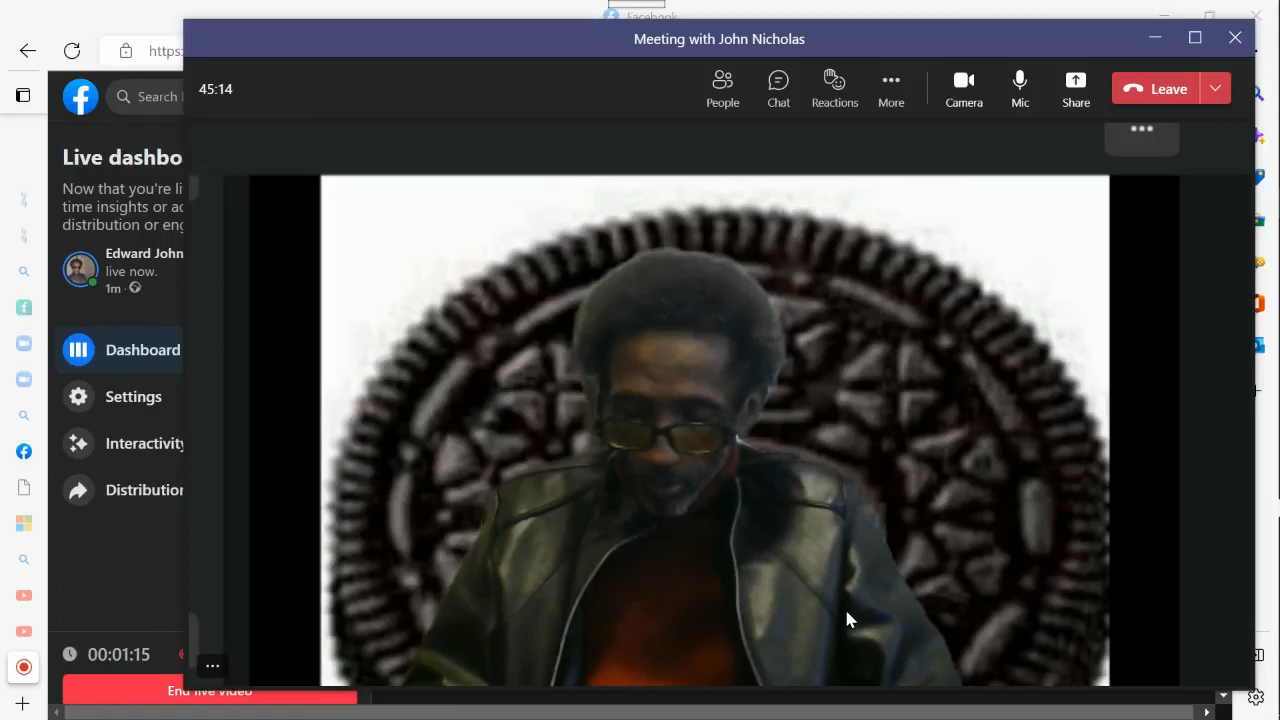 Facebook
https:
Meeting with John Nicholas
45:14
People
Chat
Reactions
More
Camera
Mic
Share
Leave
Search
Live dashbo
Now that you're li
time insights or ac
distribution or eng
Edward John
live now.
1m ·
Dashboard
Settings
Interactivity
Distribution
00:01:15
End live video